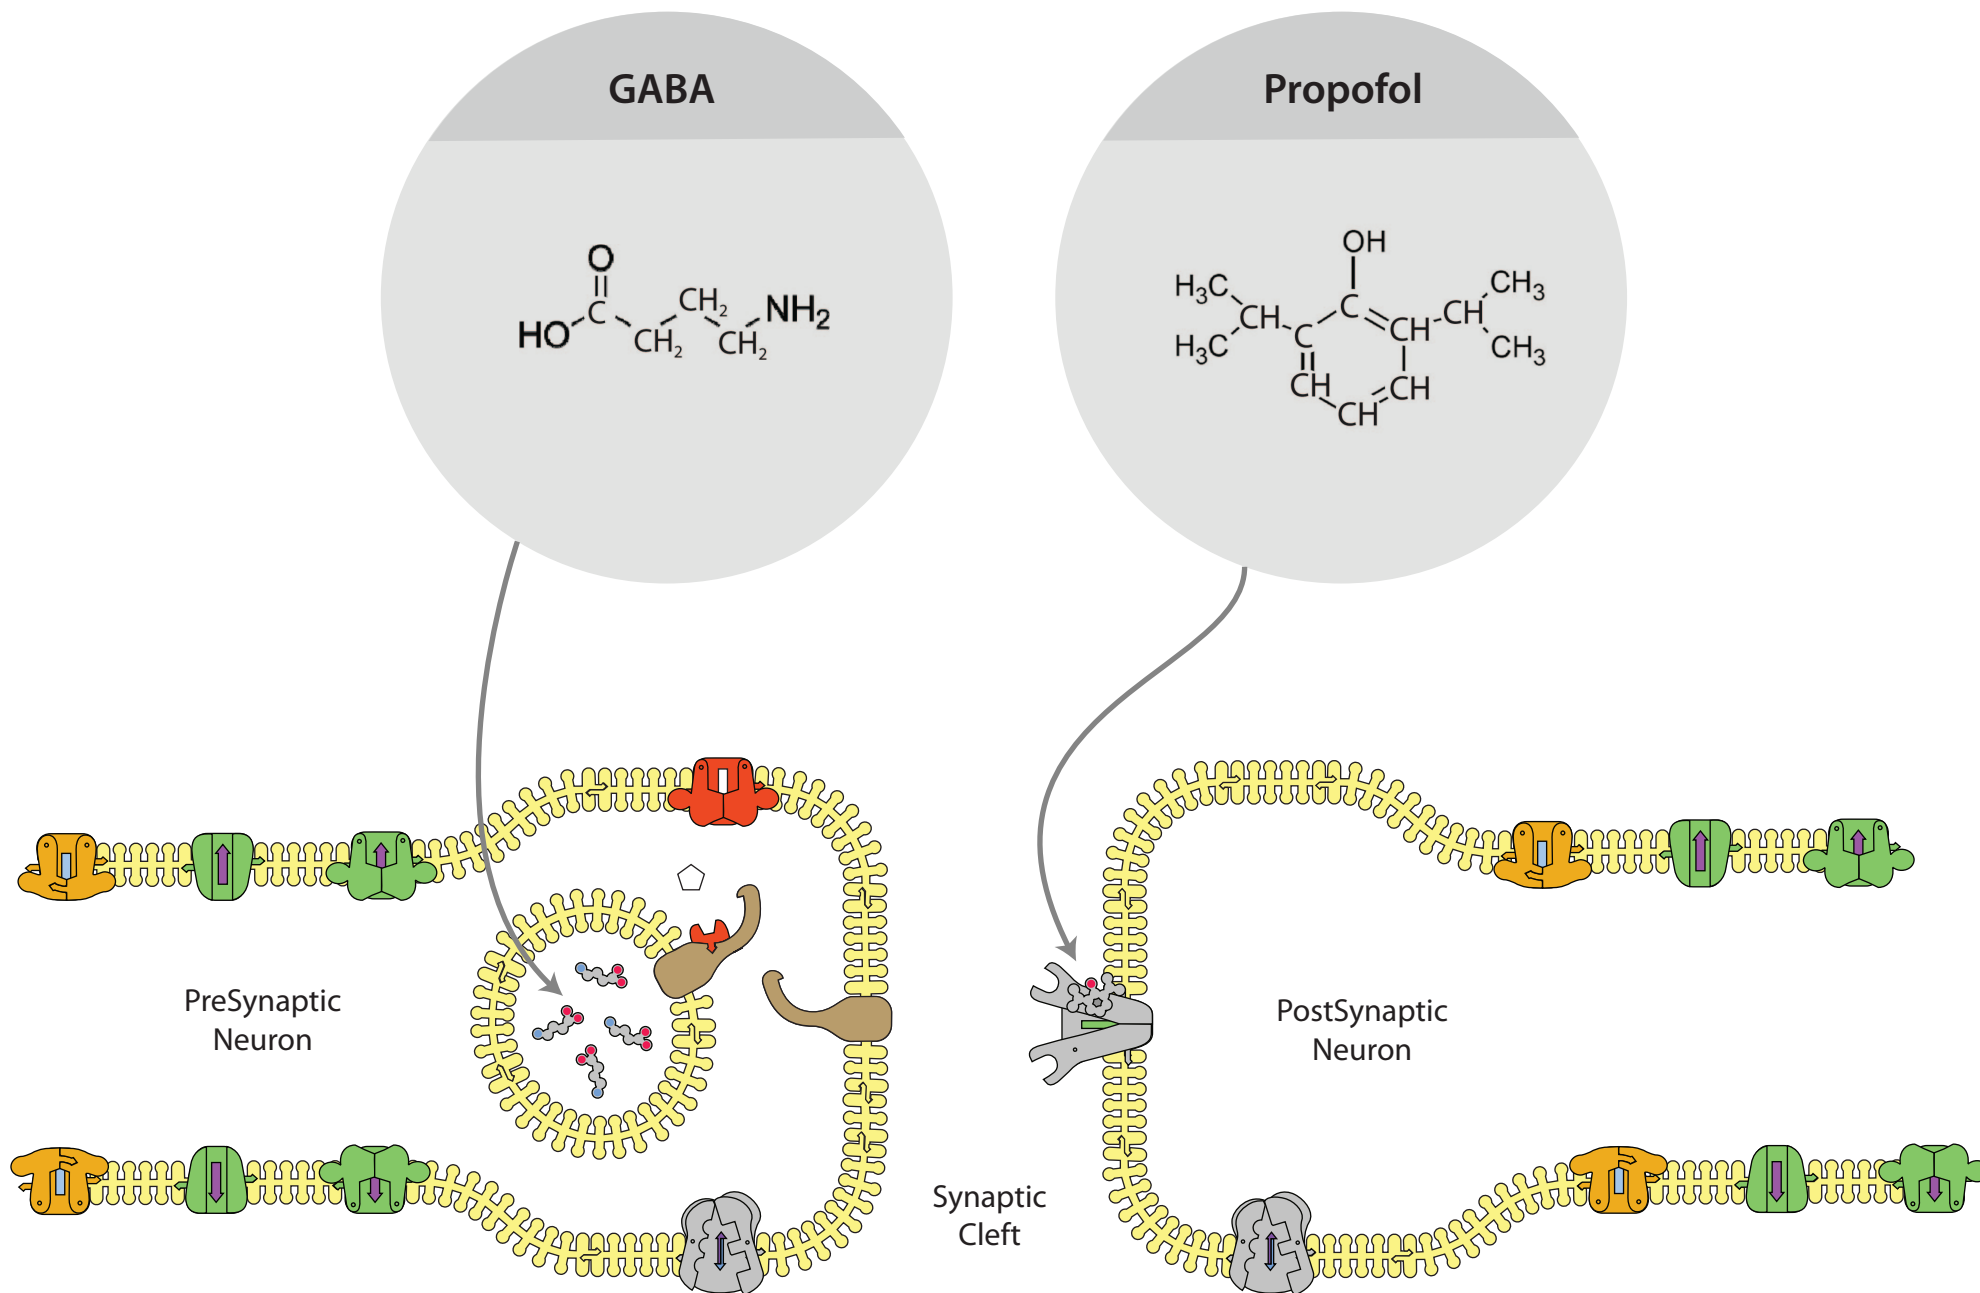 GABA
Propofol
O
C
HO
CH2
CH2
CH2
NH2
OH
H3C
CH3
CH
C
C
CH
CH
H3C
CH3
CH
CH
CH
PreSynaptic
Neuron
PostSynaptic
Neuron
Synaptic
Cleft